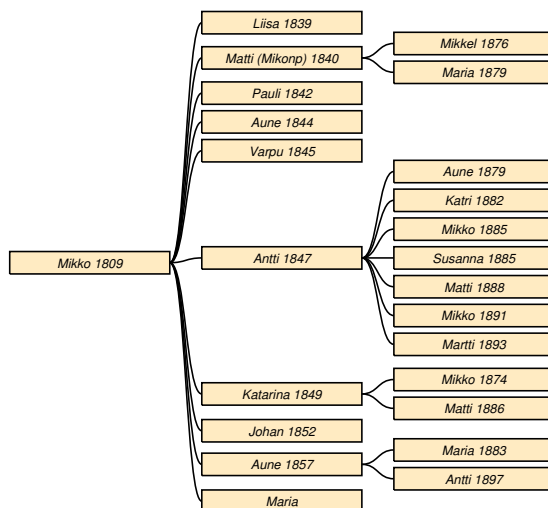 Mikko 1809
Liisa 1839
Matti (Mikonp) 1840
Mikkel 1876
Maria 1879
Pauli 1842
Aune 1844
Varpu 1845
Antti 1847
Aune 1879
Katri 1882
Mikko 1885
Susanna 1885
Matti 1888
Mikko 1891
Martti 1893
Katarina 1849
Mikko 1874
Matti 1886
Johan 1852
Aune 1857
Maria 1883
Antti 1897
Maria